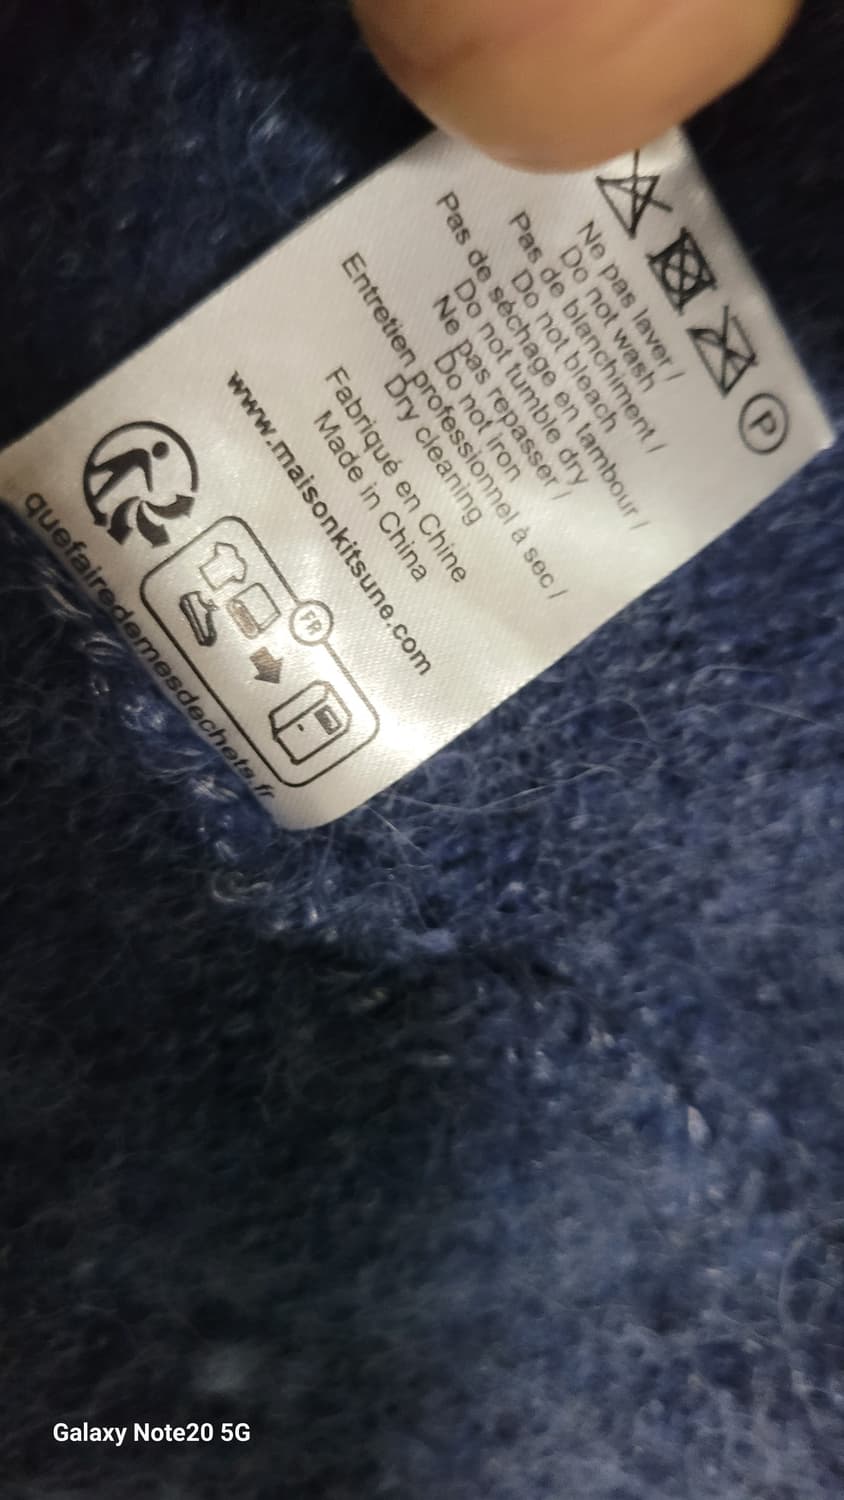 P
Ne pas laver /
Do not wash
Pas de blanchiment /
Do not bleach
Pas de séchage en tambour /
Do not tumble dry
Ne pas repasser /
Do not iron
Entretien professionnel à sec /
Dry cleaning
Fabriqué en Chine
Made in China
www.maisonkitsune.com
FR
quefairedemesdechets.fr
Galaxy Note20 5G